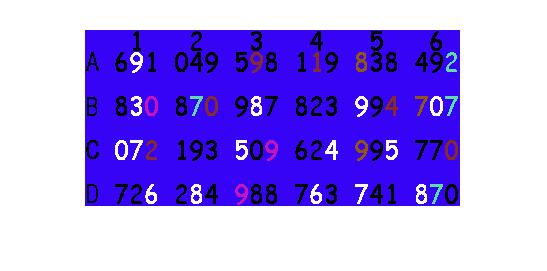 1 2 3 4 5 6
A 691 049 598 119 838 492
B 830 870 987 823 994 707
C 072 193 509 624 995 770
D 726 284 988 763 741 870